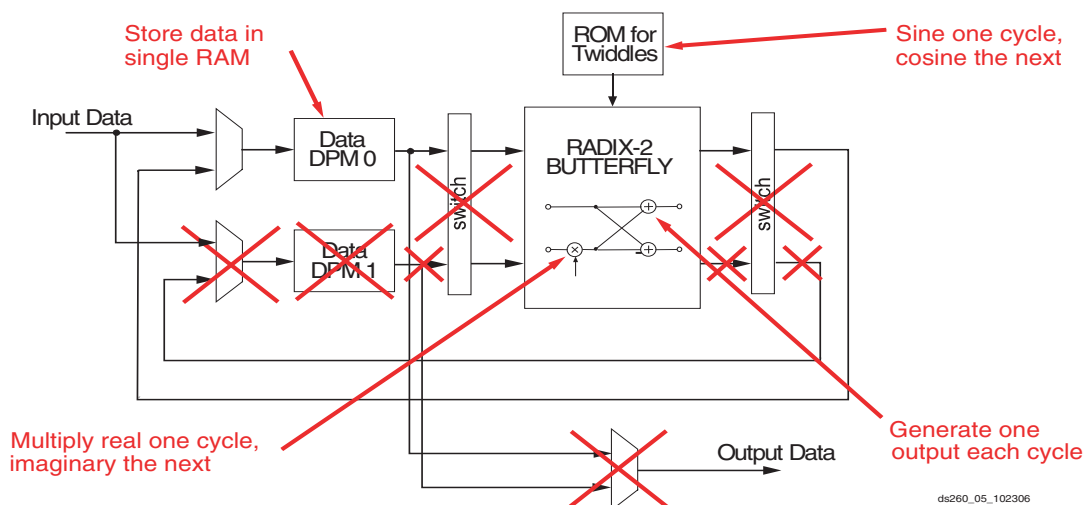 Store data in
single RAM
ROM for
Twiddles
Sine one cycle,
cosine the next
Input Data
Data
DPM 0
switch
RADIX-2
BUTTERFLY
switch
Data
DPM 1
Multiply real one cycle,
imaginary the next
Output Data
Generate one
output each cycle
ds260_05_102306